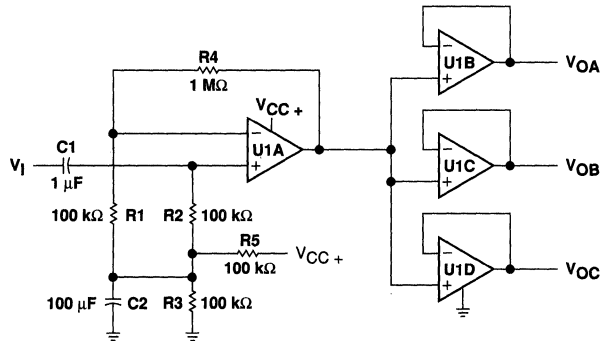 R4
1 MΩ
VCC +
U1A
−
+
C1
VI
1 μF
100 kΩ
R1
R2
100 kΩ
R5
100 kΩ
VCC +
100 μF
C2
R3
100 kΩ
−
+
U1B
VOA
−
+
U1C
VOB
−
+
U1D
VOC